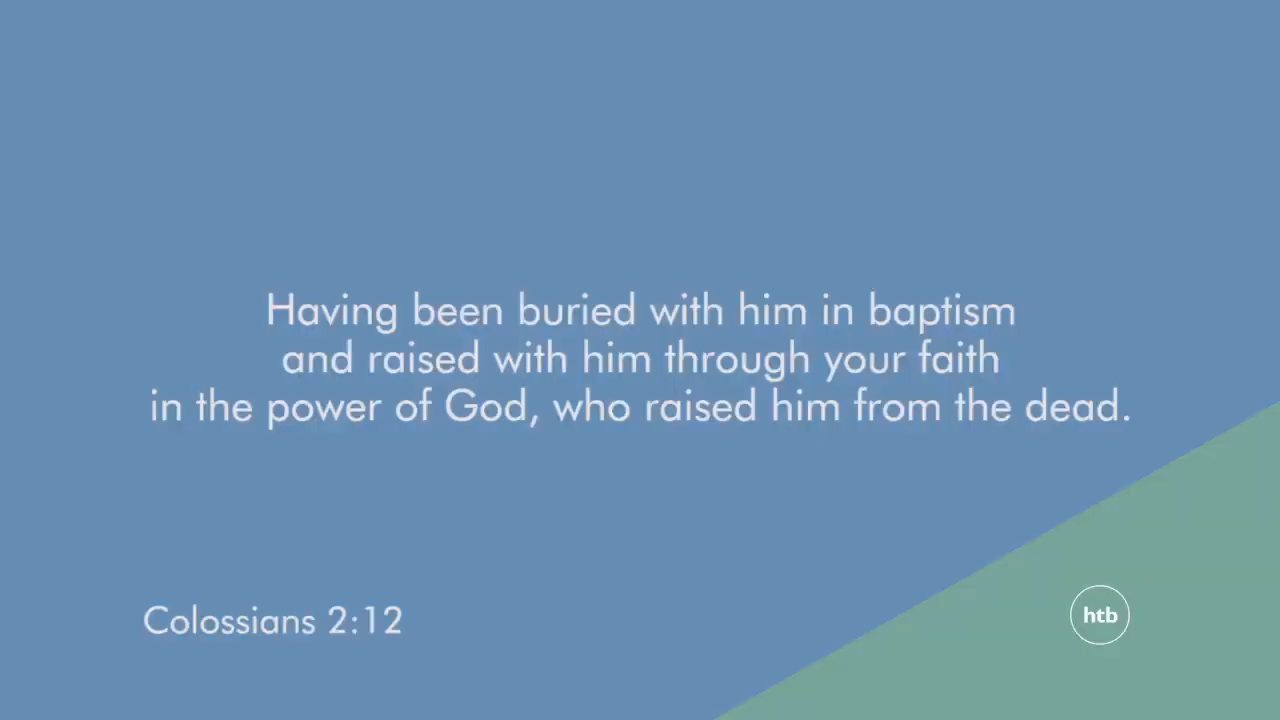 Having been buried with him in baptism
and raised with him through your faith
in the power of God, who raised him from the dead.
Colossians 2:12
htb